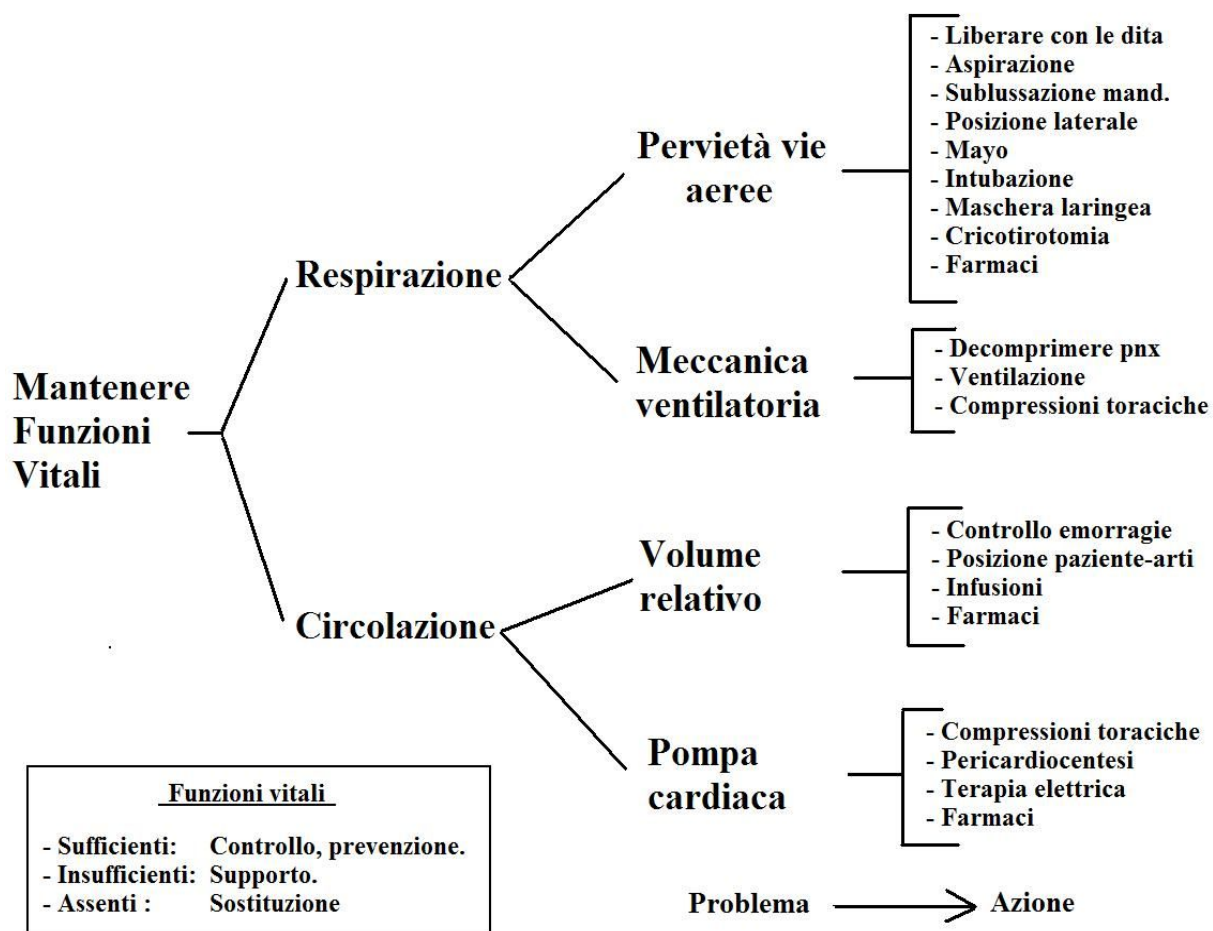 Mantenere
Funzioni
Vitali
Respirazione
Pervietà vie
aeree
- Liberare con le dita
- Aspirazione
- Sublussazione mand.
- Posizione laterale
- Mayo
- Intubazione
- Maschera laringea
- Cricotirotomia
- Farmaci
Meccanica
ventilatoria
- Decomprimere pnx
- Ventilazione
- Compressioni toraciche
Circolazione
Volume
relativo
- Controllo emorragie
- Posizione paziente-arti
- Infusioni
- Farmaci
Pompa
cardiaca
- Compressioni toraciche
- Pericardiocentesi
- Terapia elettrica
- Farmaci
Funzioni vitali
- Sufficienti: Controllo, prevenzione.
- Insufficienti: Supporto.
- Assenti : Sostituzione
Problema Azione